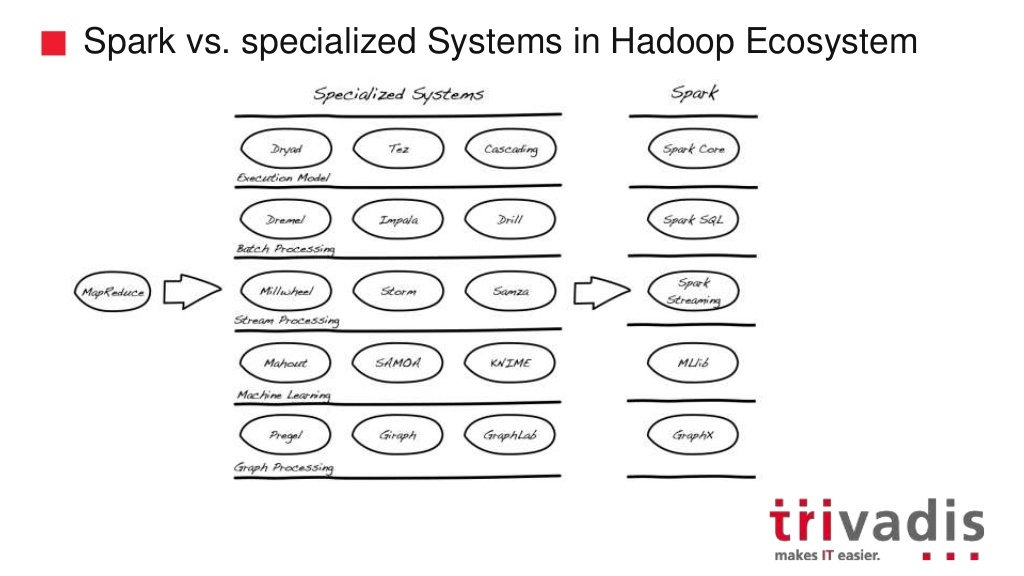 Spark vs. specialized Systems in Hadoop Ecosystem
Specialized Systems
Spark
Dryad
Tez
Cascading
Spark Core
Execution Model
Dremel
Impala
Drill
Spark SQL
Batch Processing
MapReduce
Millwheel
Storm
Samza
Spark
Streaming
Stream Processing
Mahout
SAMOA
KNIME
MLlib
Machine Learning
Pregel
Giraph
GraphLab
GraphX
Graph Processing
trivadis
makes IT easier.